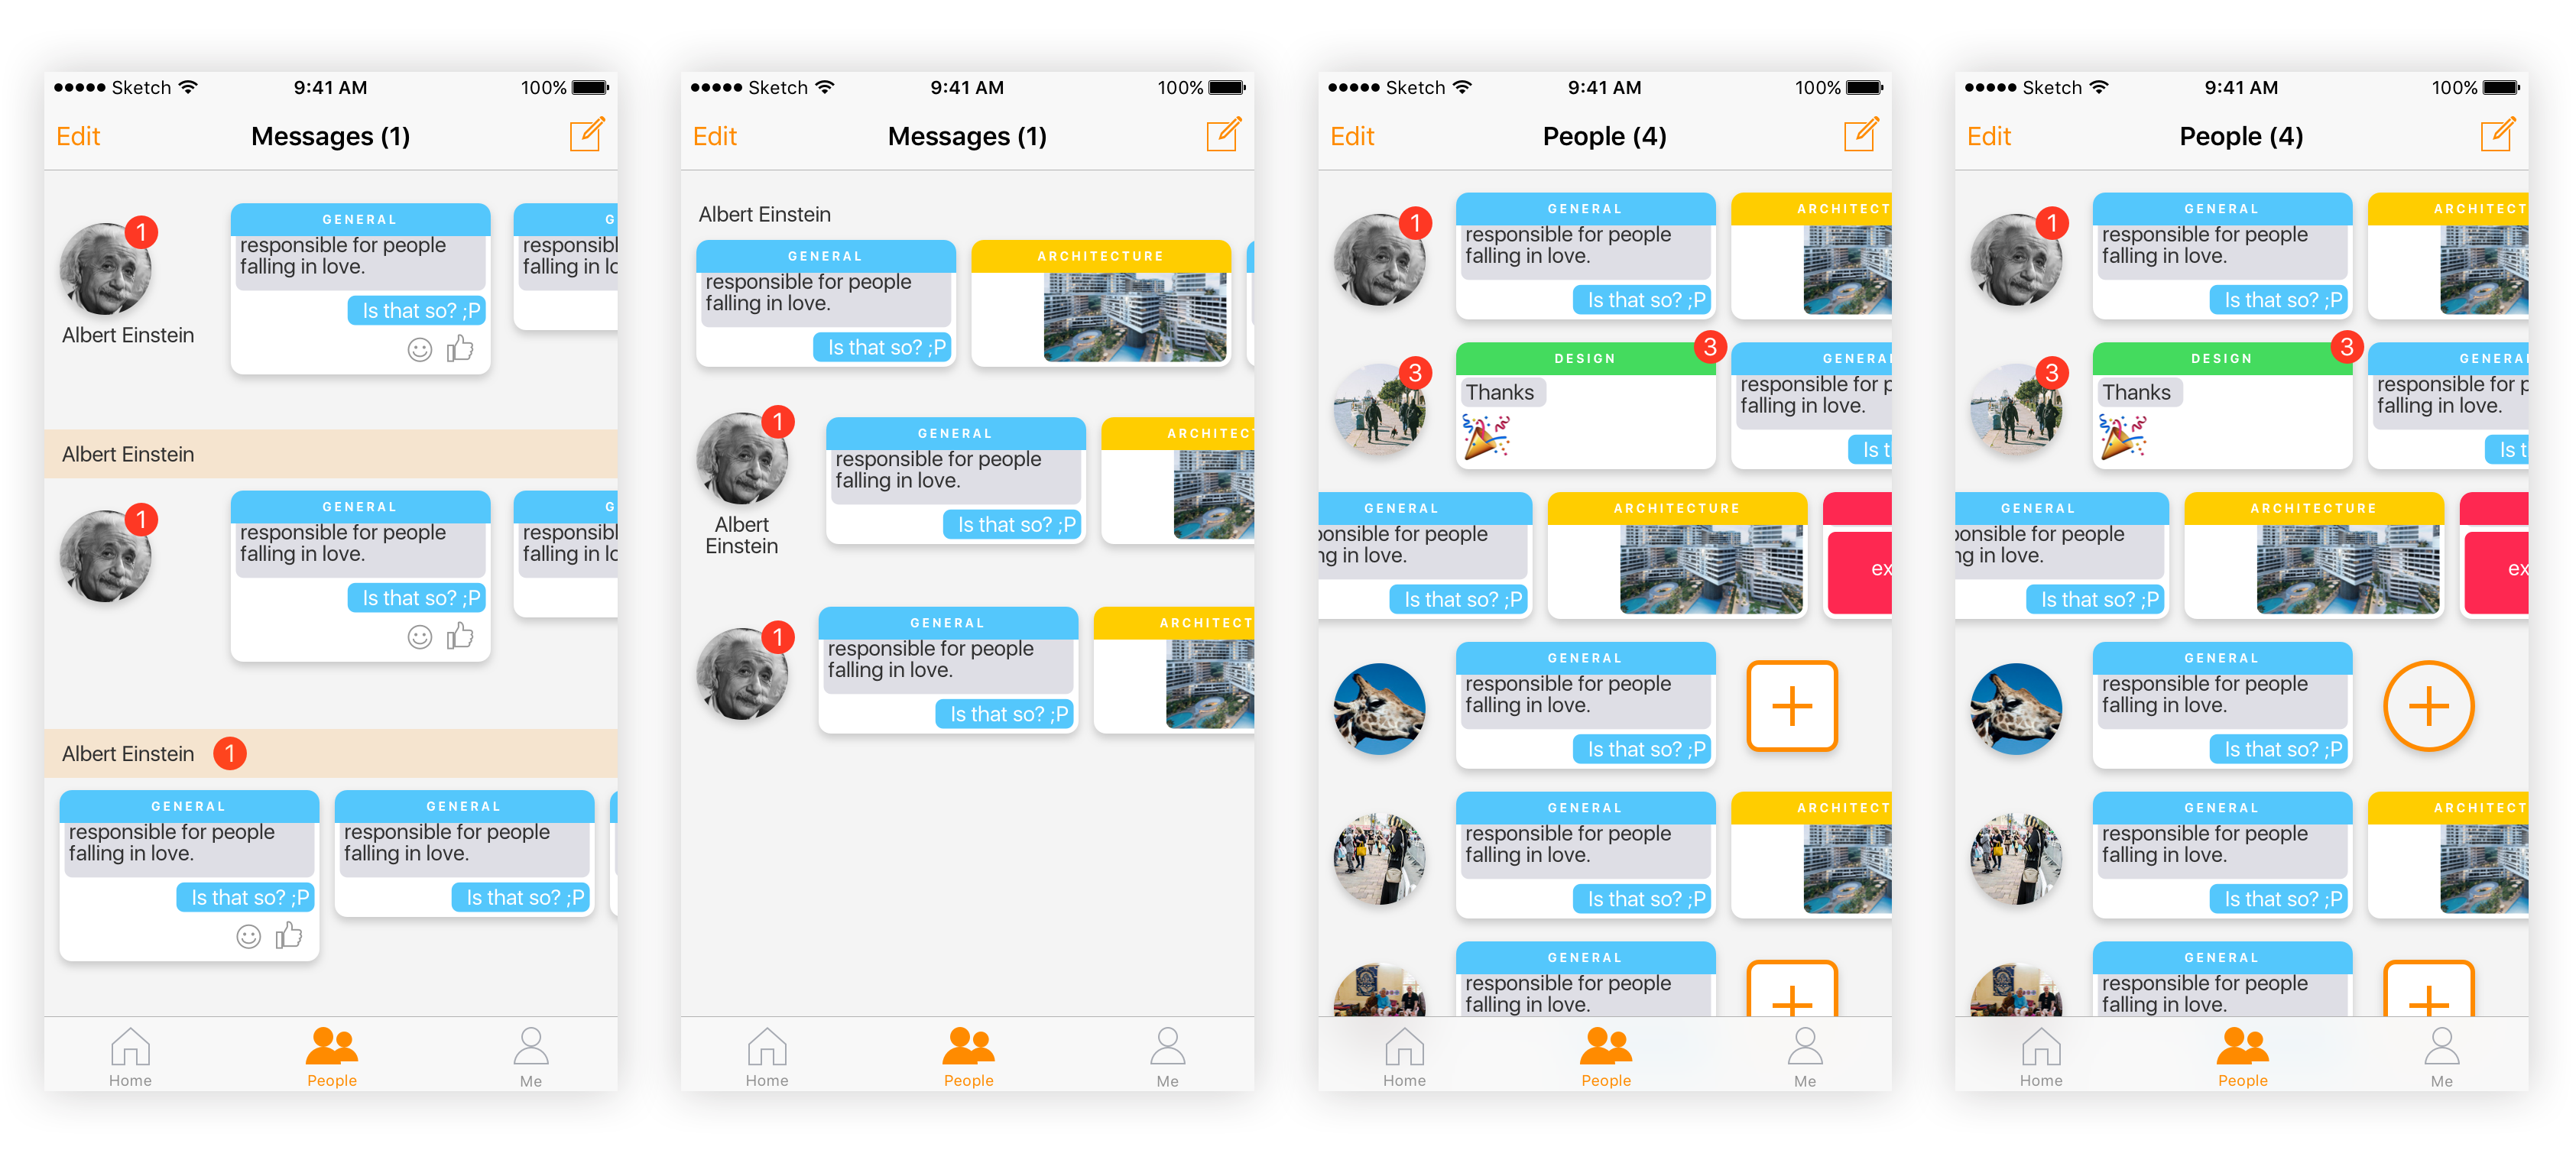 Sketch 9:41 AM 100%
Edit Messages (1)
1
GENERAL G
responsible for people responsibl
falling in love. falling in lo
Is that so? ;P
Albert Einstein
Albert Einstein
1
GENERAL G
responsible for people responsibl
falling in love. falling in lo
Is that so? ;P
Albert Einstein 1
GENERAL GENERAL
responsible for people responsible for people
falling in love. falling in love.
Is that so? ;P Is that so? ;P
Home People Me
Sketch 9:41 AM 100%
Edit Messages (1)
Albert Einstein
GENERAL ARCHITECTURE
responsible for people
falling in love.
Is that so? ;P
1
GENERAL ARCHITECT
responsible for people
falling in love.
Is that so? ;P
Albert
Einstein
1
GENERAL ARCHITECT
responsible for people
falling in love.
Is that so? ;P
Home People Me
Sketch 9:41 AM 100%
Edit People (4)
1
GENERAL ARCHITECT
responsible for people
falling in love.
Is that so? ;P
3
DESIGN 3 GENERA
Thanks responsible for p
falling in love.
Is t
GENERAL ARCHITECTURE
ponsible for people
ng in love.
ex
Is that so? ;P
GENERAL
responsible for people
falling in love.
+
Is that so? ;P
GENERAL ARCHITECT
responsible for people
falling in love.
Is that so? ;P
GENERAL
responsible for people
falling in love.
+
Home People Me
Sketch 9:41 AM 100%
Edit People (4)
1
GENERAL ARCHITECT
responsible for people
falling in love.
Is that so? ;P
3
DESIGN 3 GENERA
Thanks responsible for p
falling in love.
Is t
GENERAL ARCHITECTURE
ponsible for people
ng in love.
ex
Is that so? ;P
GENERAL
responsible for people
falling in love.
+
Is that so? ;P
GENERAL ARCHITECT
responsible for people
falling in love.
Is that so? ;P
GENERAL
responsible for people
falling in love.
+
Home People Me